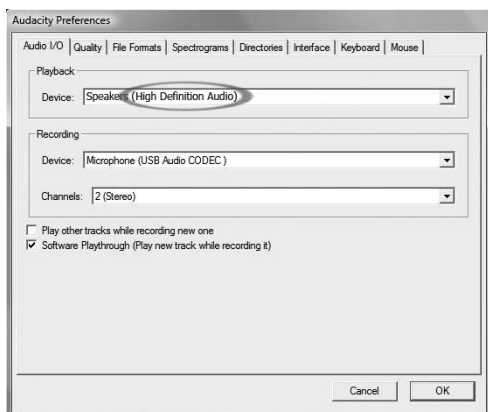 Audacity Preferences
Audio I/O Quality File Formats Spectrograms Directories Interface Keyboard Mouse
Playback
Device: Speakers (High Definition Audio)
Recording
Device: Microphone (USB Audio CODEC )
Channels: 2 (Stereo)
Play other tracks while recording new one
Software Playthrough (Play new track while recording it)
Cancel OK